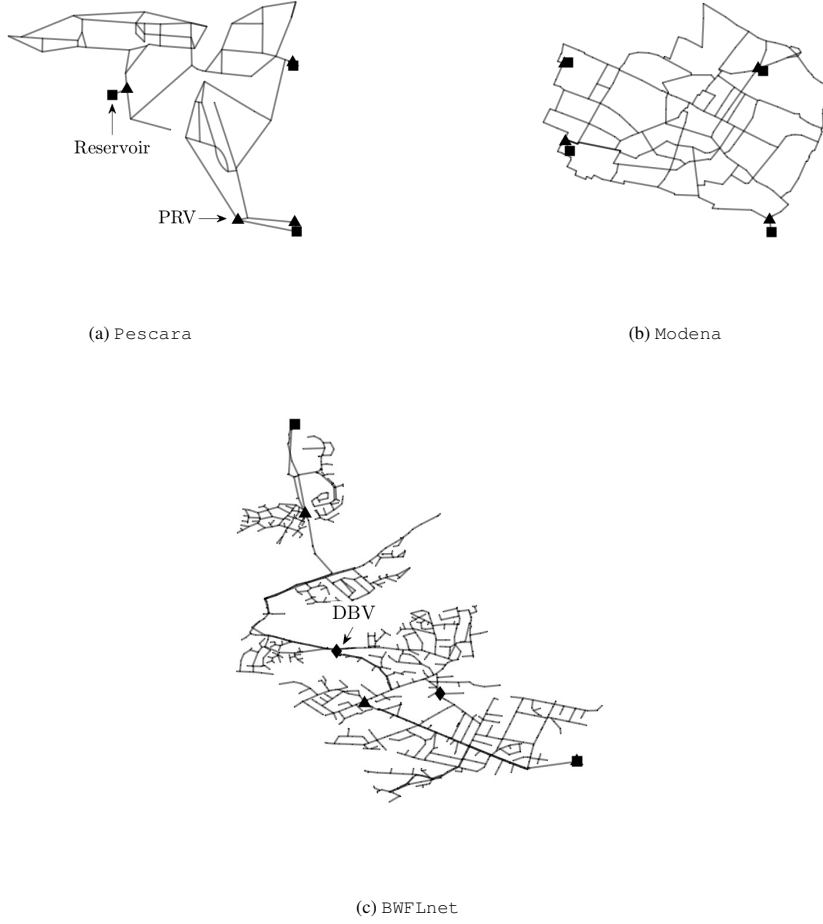 Reservoir
PRV
(a) Pescara
(b) Modena
DBV
(c) BWFLnet